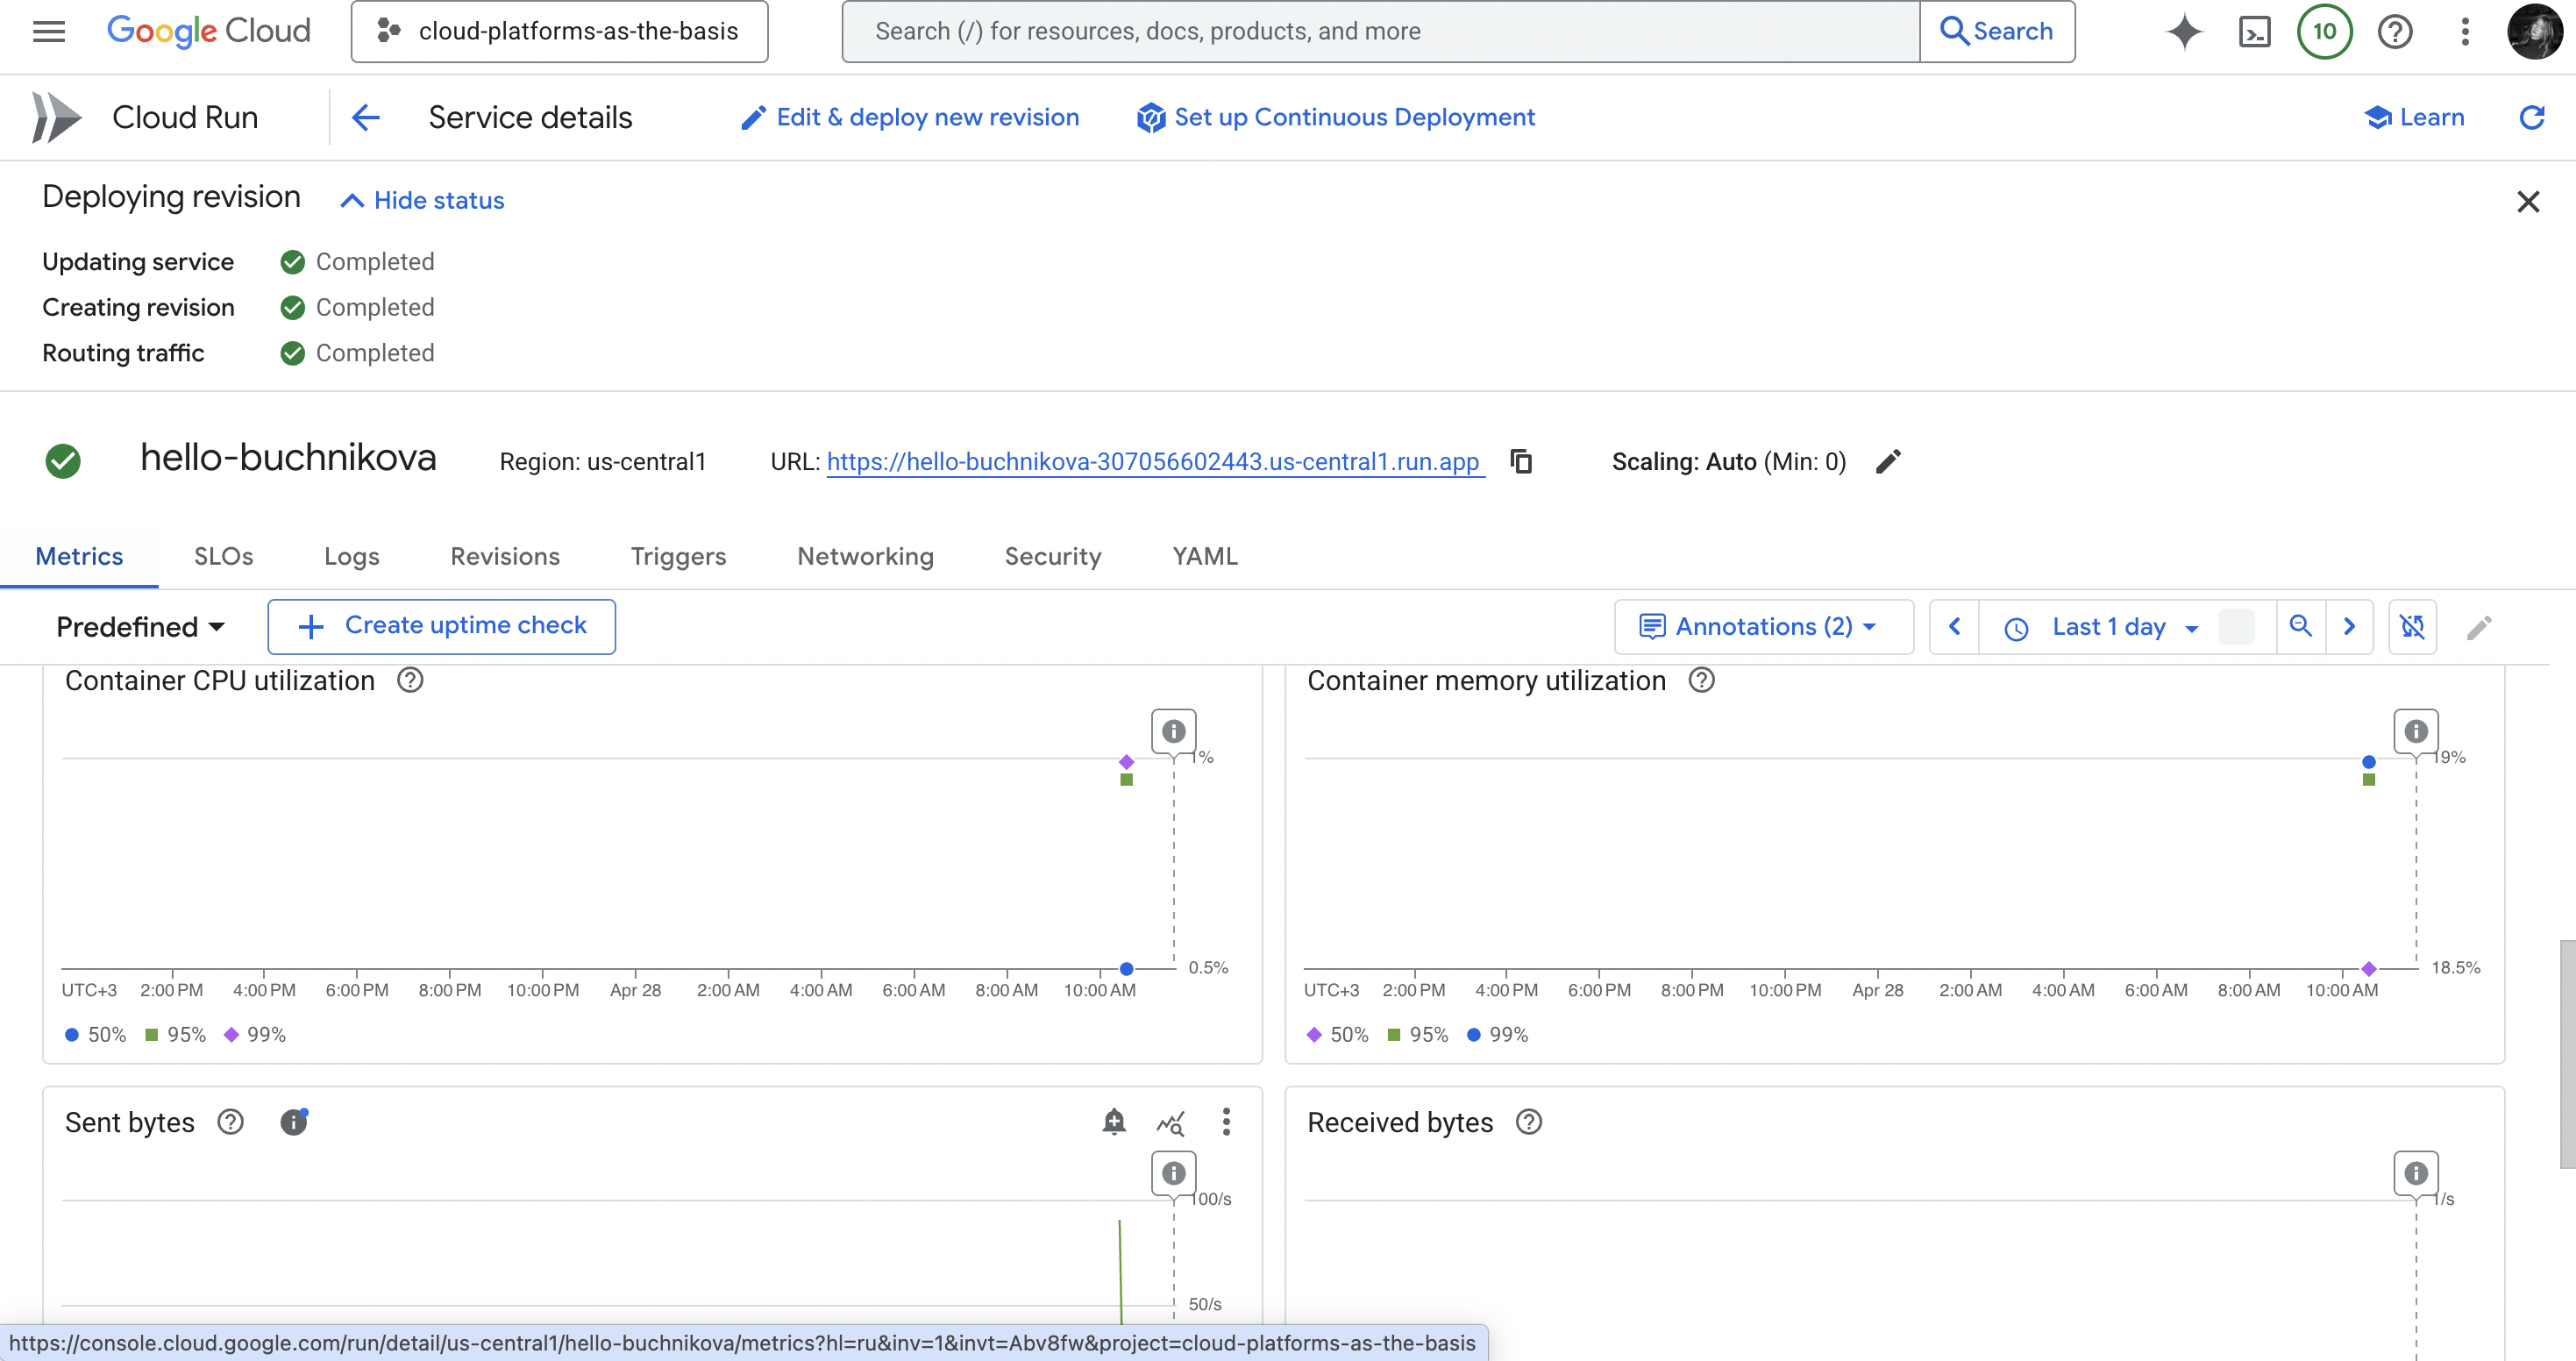 Google Cloud
cloud-platforms-as-the-basis
Search (/) for resources, docs, products, and more
Search
10
Cloud Run
Service details
Edit & deploy new revision
Set up Continuous Deployment
Learn
Deploying revision
Hide status
Updating service Completed
Creating revision Completed
Routing traffic Completed
hello-buchnikova
Region: us-central1
URL: https://hello-buchnikova-307056602443.us-central1.run.app
Scaling: Auto (Min: 0)
Metrics SLOs Logs Revisions Triggers Networking Security YAML
Predefined
Create uptime check
Annotations (2)
Last 1 day
Container CPU utilization
1%
0.5%
UTC+3 2:00 PM 4:00 PM 6:00 PM 8:00 PM 10:00 PM Apr 28 2:00 AM 4:00 AM 6:00 AM 8:00 AM 10:00 AM
50% 95% 99%
Container memory utilization
19%
18.5%
UTC+3 2:00 PM 4:00 PM 6:00 PM 8:00 PM 10:00 PM Apr 28 2:00 AM 4:00 AM 6:00 AM 8:00 AM 10:00 AM
50% 95% 99%
Sent bytes
100/s
50/s
Received bytes
1/s
https://console.cloud.google.com/run/detail/us-central1/hello-buchnikova/metrics?hl=ru&inv=1&invt=Abv8fw&project=cloud-platforms-as-the-basis